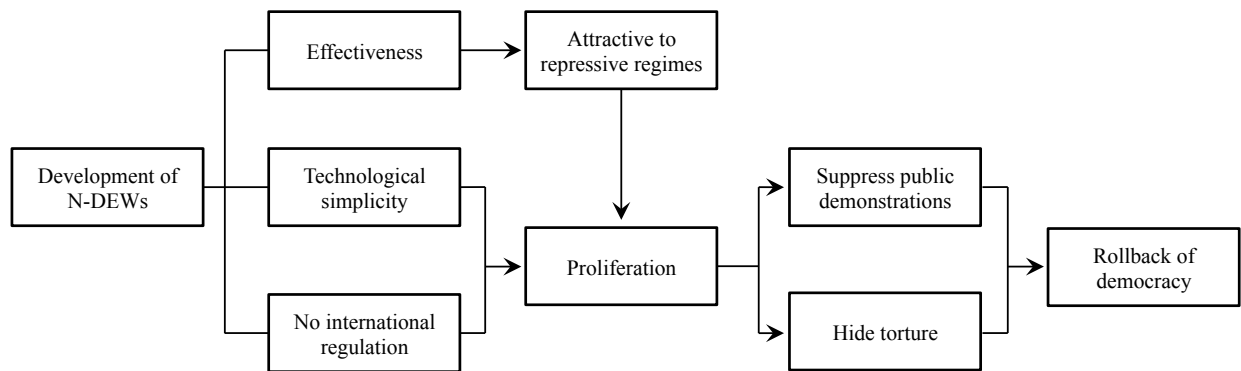 Effectiveness
Attractive to
repressive regimes
Development of
N-DEWs
Technological
simplicity
Suppress public
demonstrations
Proliferation
Rollback of
democracy
No international
regulation
Hide torture